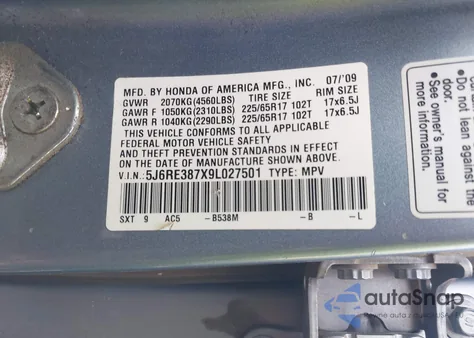 MFD. BY HONDA OF AMERICA MFG., INC. 07/'09
GVWR 2070KG(4560LBS) TIRE SIZE RIM SIZE
GAWR F 1050KG(2310LBS) 225/65R17 102T 17x6.5J
GAWR R 1040KG(2290LBS) 225/65R17 102T 17x6.5J
THIS VEHICLE CONFORMS TO ALL APPLICABLE
FEDERAL MOTOR VEHICLE SAFETY
AND THEFT PREVENTION STANDARDS IN EFFECT
ON THE DATE OF MANUFACTURE SHOWN ABOVE.
V.I.N.: 5J6RE387X9L027501 TYPE: MPV
SXT 9 AC5 -B538M -B -L
door.
• Do not lean
• See owner's manual
for more information
autoSnap